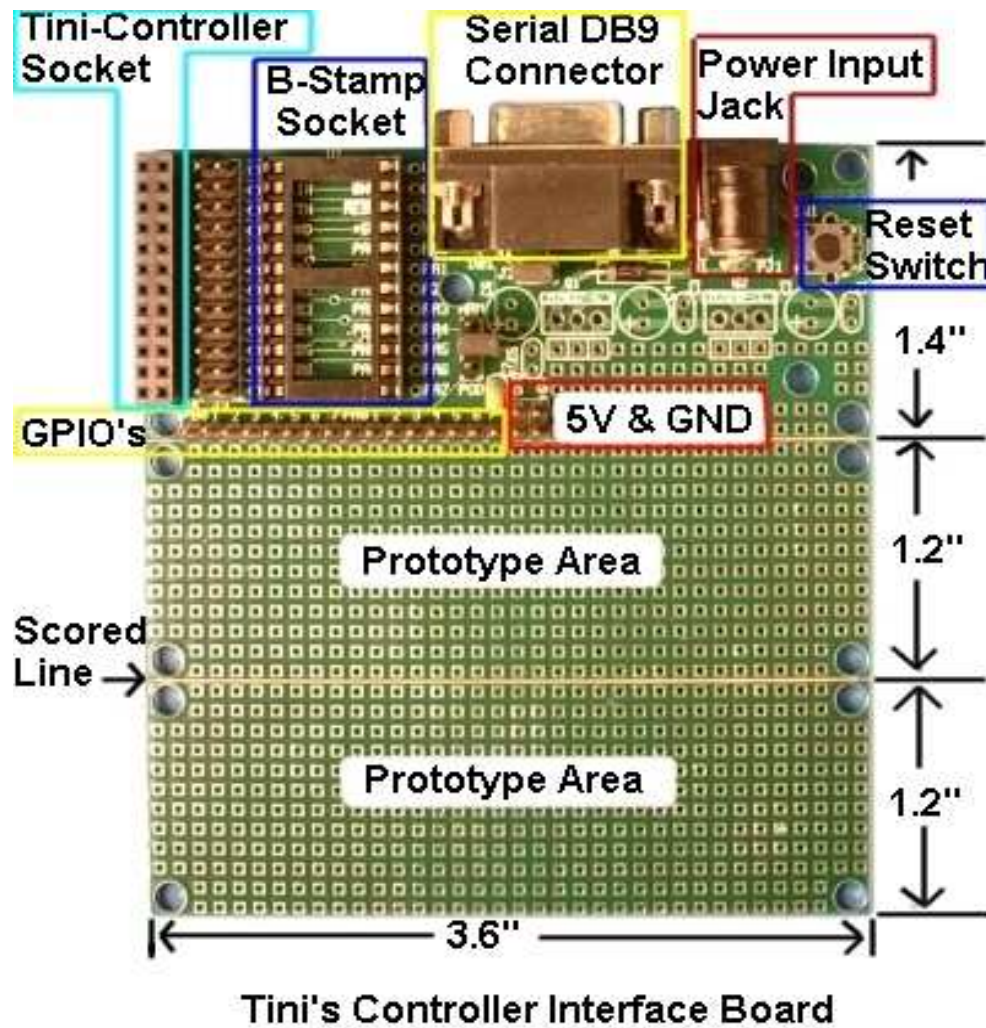 Tini-Controller
Socket
B-Stamp
Socket
Serial DB9
Connector
Power Input
Jack
Reset
Switch
1.4"
GPIO's
5V & GND
Prototype Area
1.2"
Scored
Line
Prototype Area
1.2"
3.6"
Tini's Controller Interface Board